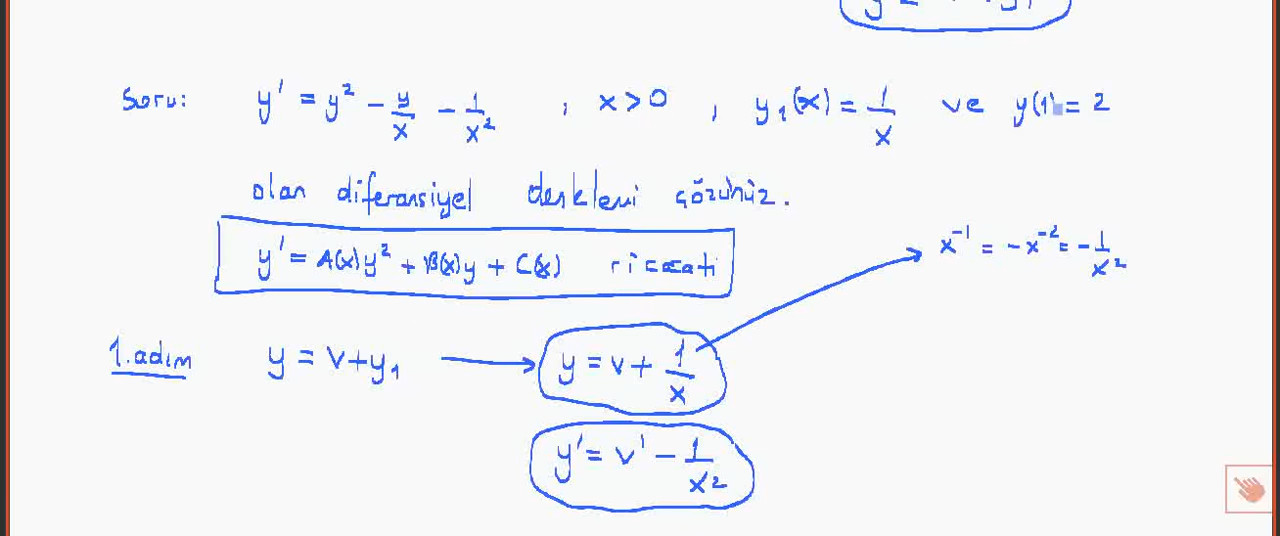 Soru: y' = y² - y/x - 1/x² , x > 0 , y₁(x) = 1/x ve y(1) = 2
olan diferansiyel denklemi çözünüz.
y' = A(x)y² + B(x)y + C(x) riccati
x⁻¹ = -x⁻² = -1/x²
1.adım y = v+y₁ → y = v + 1/x
y' = v' - 1/x²